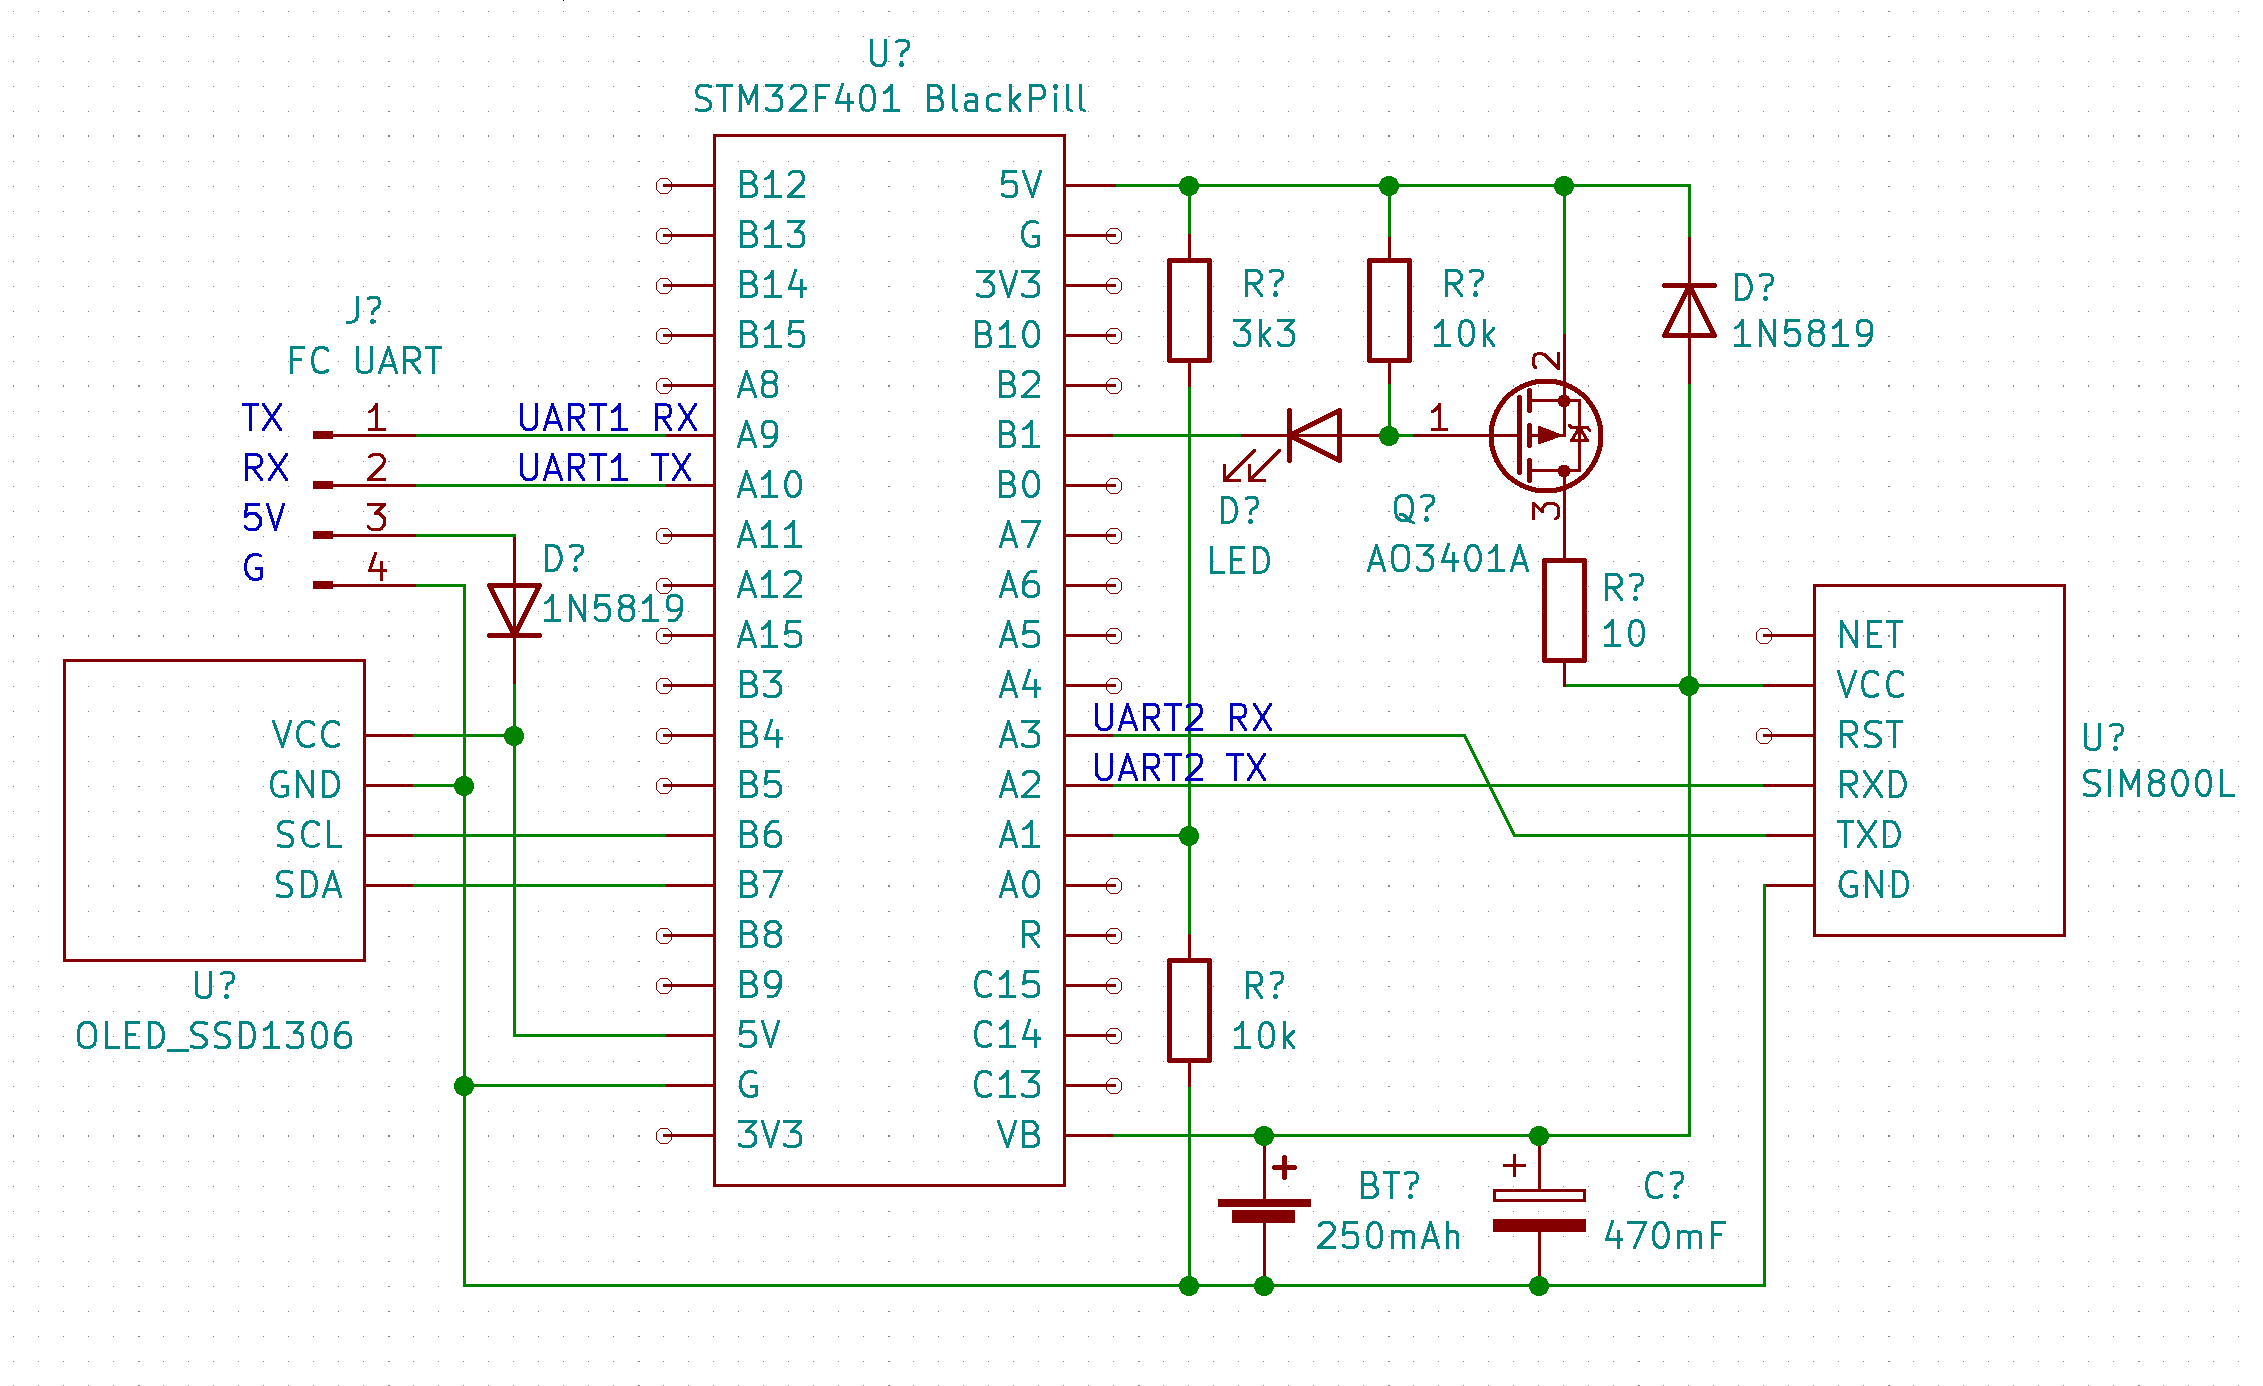 U?
STM32F401 BlackPill
B12
B13
B14
B15
A8
A9
A10
A11
A12
A15
B3
B4
B5
B6
B7
B8
B9
5V
G
3V3
5V
G
3V3
B10
B2
B1
B0
A7
A6
A5
A4
A3
A2
A1
A0
R
C15
C14
C13
VB
J?
FC UART
TX 1 UART1 RX
RX 2 UART1 TX
5V 3
G 4
D?
1N5819
VCC
GND
SCL
SDA
U?
OLED_SSD1306
R?
3k3
R?
10k
D?
1N5819
1
2
3
D?
LED
Q?
AO3401A
R?
10
UART2 RX
UART2 TX
NET
VCC
RST
RXD
TXD
GND
U?
SIM800L
R?
10k
+
BT?
250mAh
+
C?
470mF